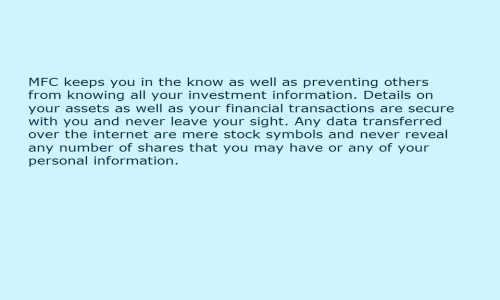 MFC keeps you in the know as well as preventing others
from knowing all your investment information. Details on
your assets as well as your financial transactions are secure
with you and never leave your sight. Any data transferred
over the internet are mere stock symbols and never reveal
any number of shares that you may have or any of your
personal information.